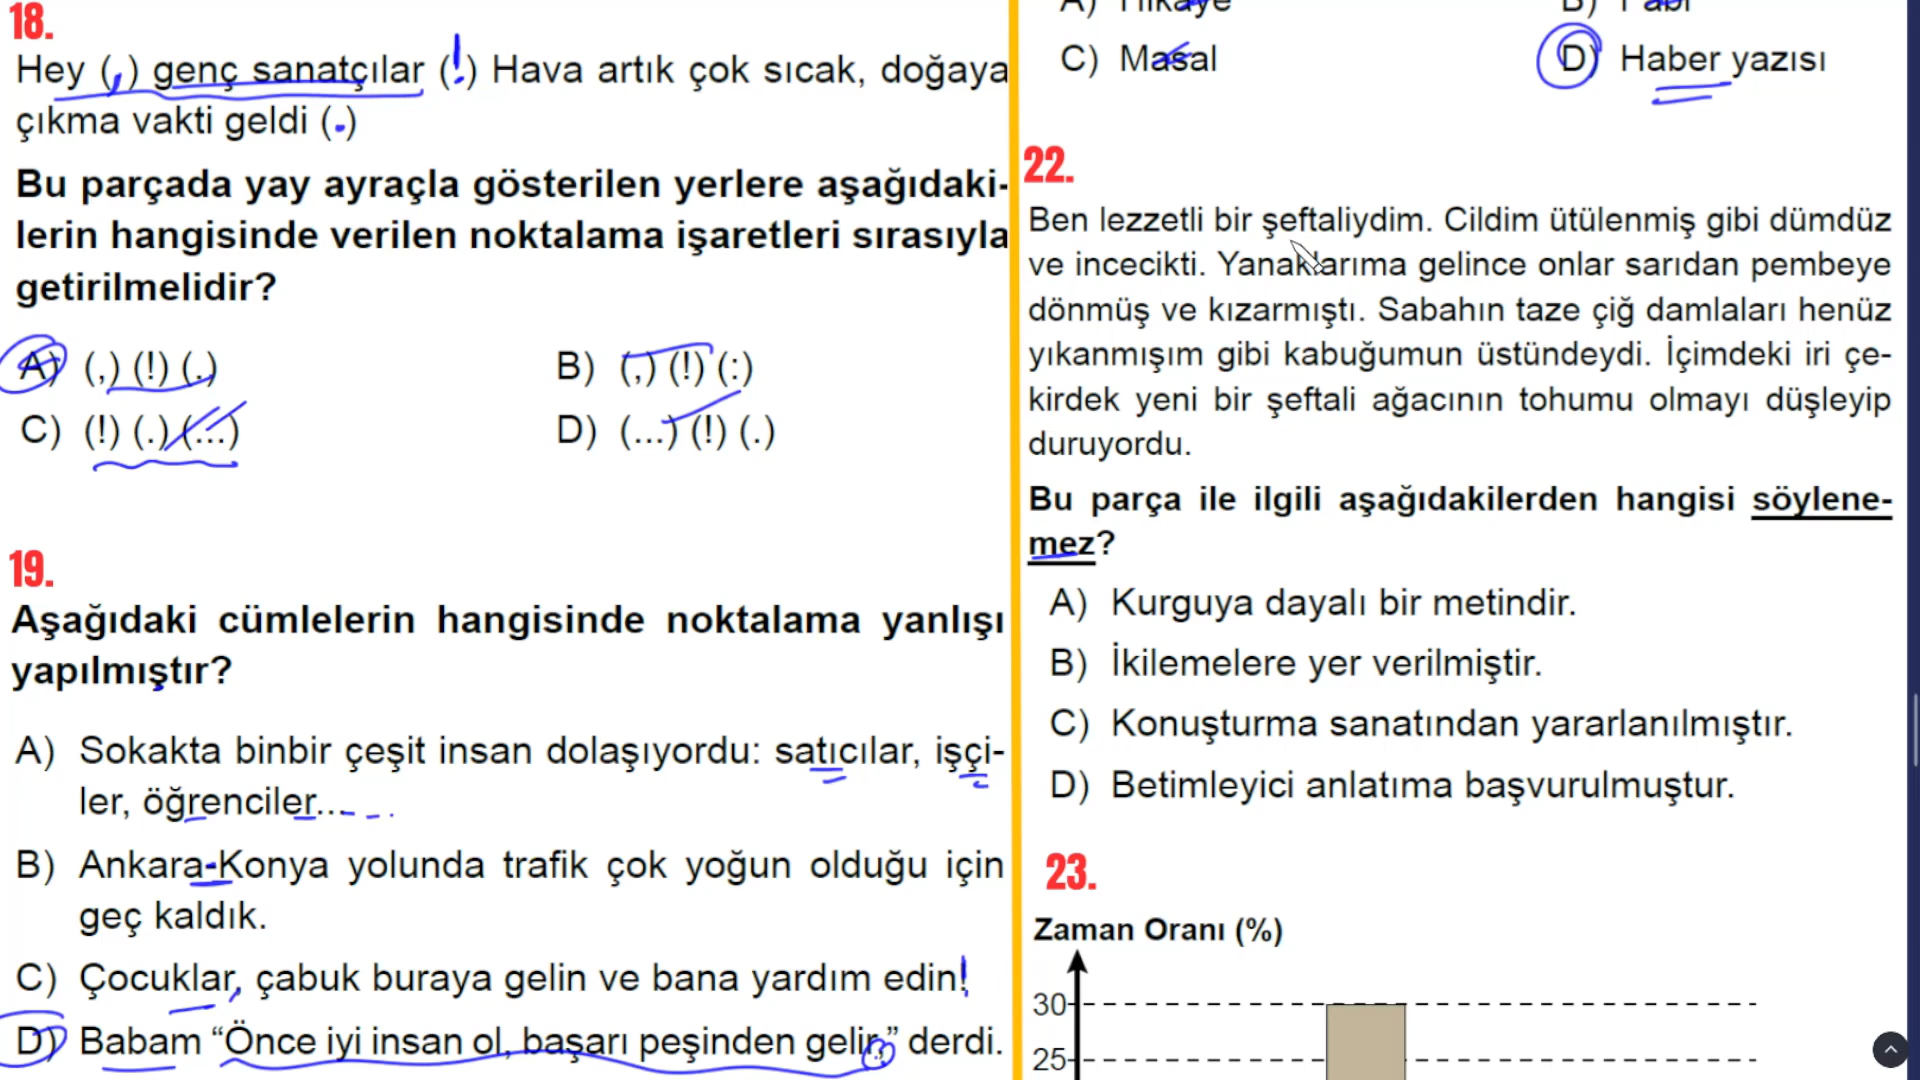 18.
Hey (,) genç sanatçılar (!) Hava artık çok sıcak, doğaya
çıkma vakti geldi (.)
Bu parçada yay ayraçla gösterilen yerlere aşağıdaki-
lerin hangisinde verilen noktalama işaretleri sırasıyla
getirilmelidir?
A) (,) (!) (.)
B) (,) (!) (:)
C) (!) (.) (...)
D) (...) (!) (.)
19.
Aşağıdaki cümlelerin hangisinde noktalama yanlışı
yapılmıştır?
A) Sokakta binbir çeşit insan dolaşıyordu: satıcılar, işçi-
ler, öğrenciler...
B) Ankara-Konya yolunda trafik çok yoğun olduğu için
geç kaldık.
C) Çocuklar, çabuk buraya gelin ve bana yardım edin!
D) Babam “Önce iyi insan ol, başarı peşinden gelir.” derdi.
A) Hikaye
B) Fabl
C) Masal
D) Haber yazısı
22.
Ben lezzetli bir şeftaliydim. Cildim ütülenmiş gibi dümdüz
ve incecikti. Yanaklarıma gelince onlar sarıdan pembeye
dönmüş ve kızarmıştı. Sabahın taze çiğ damlaları henüz
yıkanmışım gibi kabuğumun üstündeydi. İçimdeki iri çe-
kirdek yeni bir şeftali ağacının tohumu olmayı düşleyip
duruyordu.
Bu parça ile ilgili aşağıdakilerden hangisi söylene-
mez?
A) Kurguya dayalı bir metindir.
B) İkilemelere yer verilmiştir.
C) Konuşturma sanatından yararlanılmıştır.
D) Betimleyici anlatıma başvurulmuştur.
23.
Zaman Oranı (%)
30
25